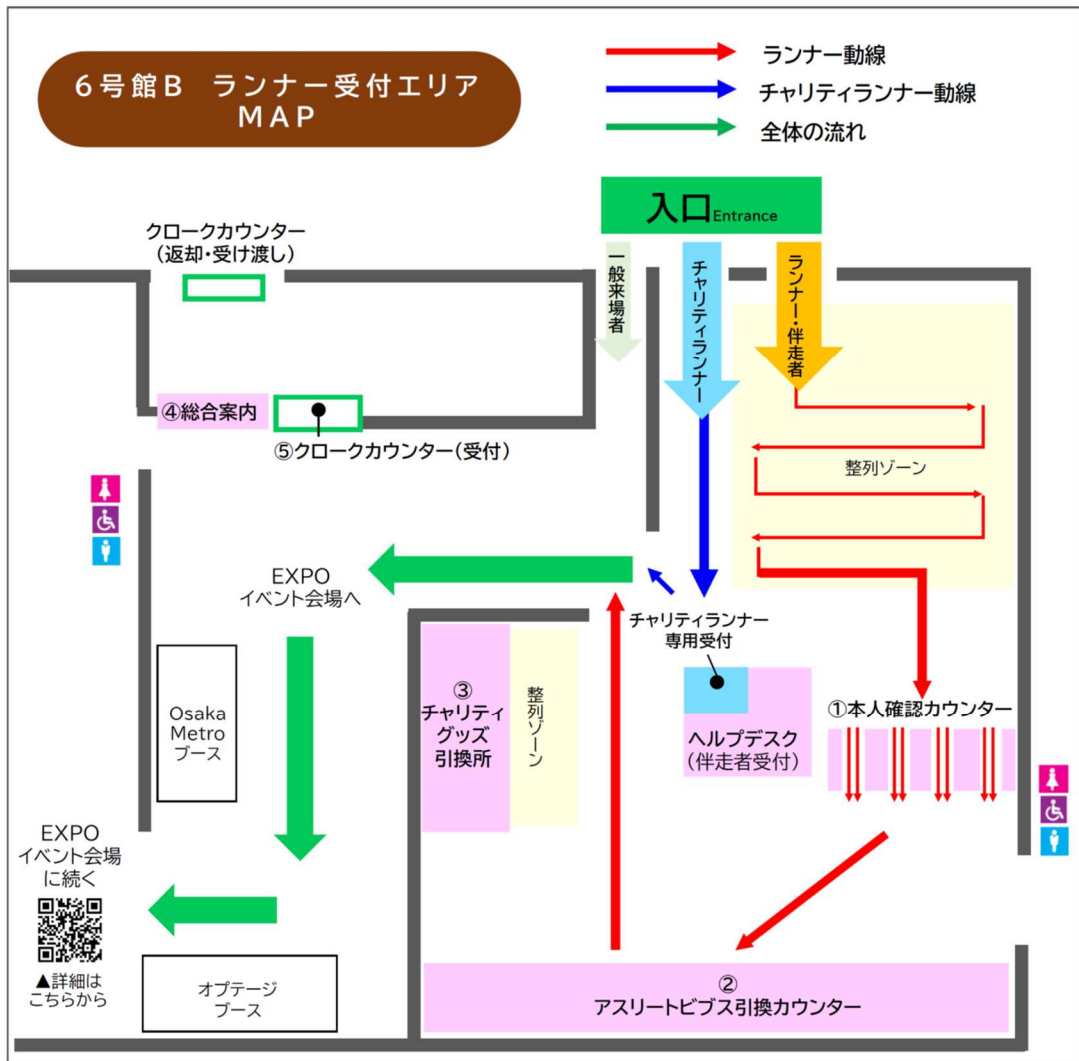 6号館B ランナー受付エリア
MAP
ランナー動線
チャリティランナー動線
全体の流れ
入口Entrance
一般来場者
チャリティランナー
ランナー・伴走者
クロークカウンター
(返却・受け渡し)
④総合案内
⑤クロークカウンター(受付)
整列ゾーン
EXPO
イベント会場へ
チャリティランナー
専用受付
ヘルプデスク
(伴走者受付)
①本人確認カウンター
③
チャリティ
グッズ
引換所
整列ゾーン
Osaka
Metro
ブース
EXPO
イベント会場
に続く
▲詳細は
こちらから
オプテージ
ブース
②
アスリートビブス引換カウンター